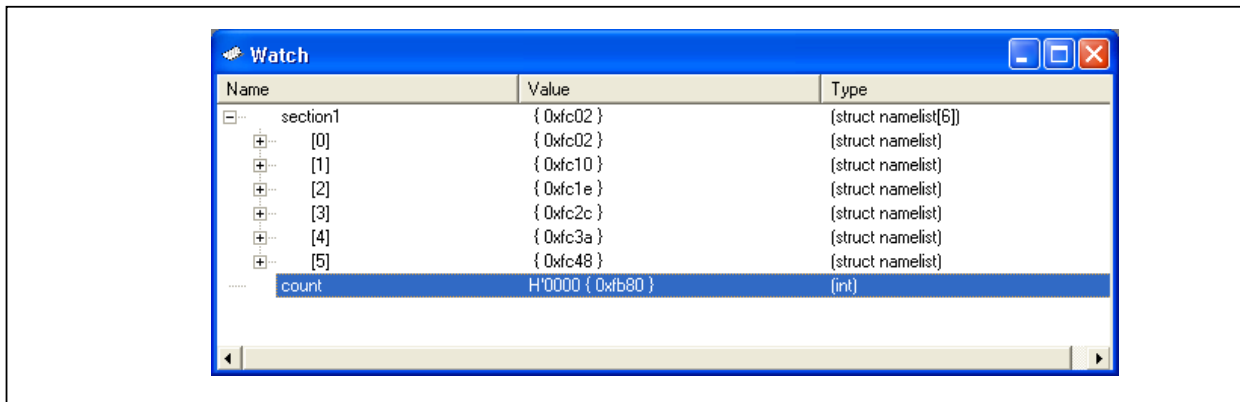 Watch
Name Value Type
section1 { 0xfc02 } (struct namelist[6])
[0] { 0xfc02 } (struct namelist)
[1] { 0xfc10 } (struct namelist)
[2] { 0xfc1e } (struct namelist)
[3] { 0xfc2c } (struct namelist)
[4] { 0xfc3a } (struct namelist)
[5] { 0xfc48 } (struct namelist)
count H'0000 { 0xfb80 } (int)